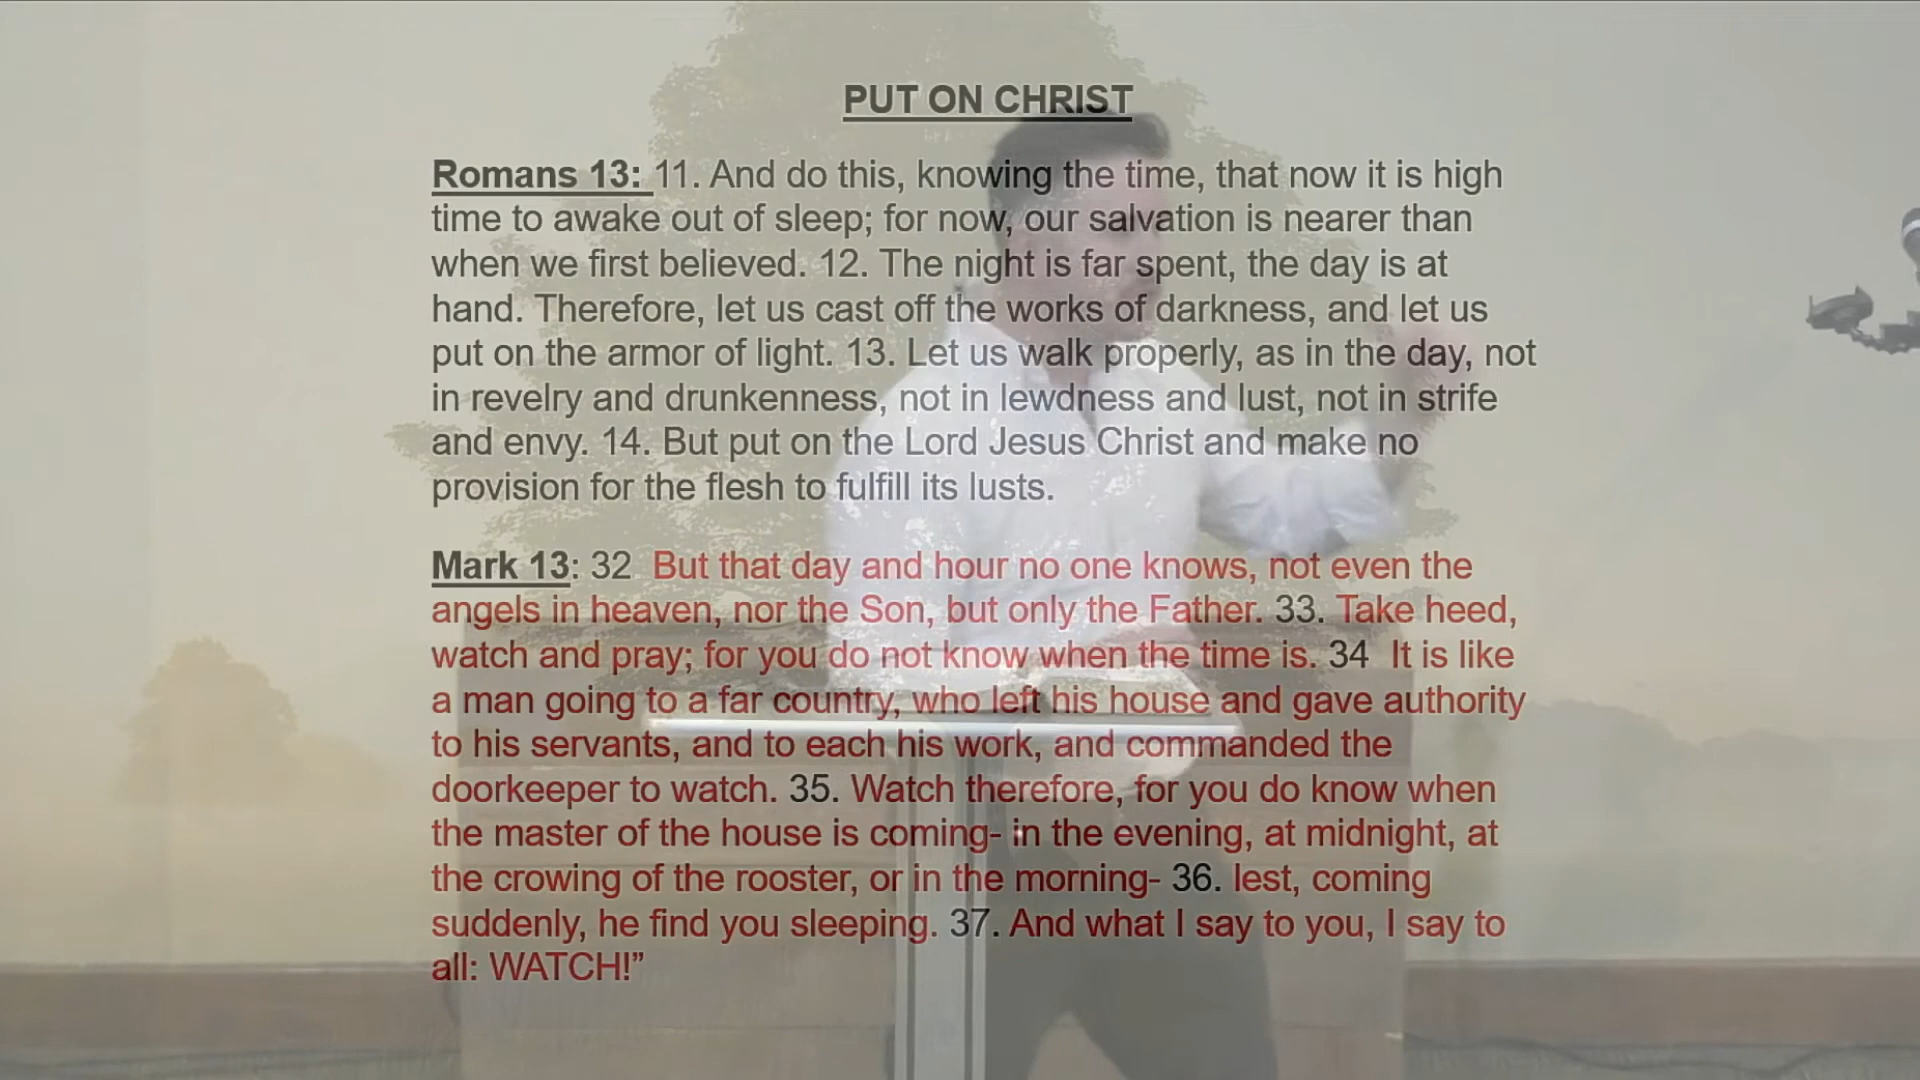 PUT ON CHRIST
Romans 13: 11. And do this, knowing the time, that now it is high
time to awake out of sleep; for now, our salvation is nearer than
when we first believed. 12. The night is far spent, the day is at
hand. Therefore, let us cast off the works of darkness, and let us
put on the armor of light. 13. Let us walk properly, as in the day, not
in revelry and drunkenness, not in lewdness and lust, not in strife
and envy. 14. But put on the Lord Jesus Christ and make no
provision for the flesh to fulfill its lusts.
Mark 13: 32 But that day and hour no one knows, not even the
angels in heaven, nor the Son, but only the Father. 33. Take heed,
watch and pray; for you do not know when the time is. 34 It is like
a man going to a far country, who left his house and gave authority
to his servants, and to each his work, and commanded the
doorkeeper to watch. 35. Watch therefore, for you do know when
the master of the house is coming- in the evening, at midnight, at
the crowing of the rooster, or in the morning- 36. lest, coming
suddenly, he find you sleeping. 37. And what I say to you, I say to
all: WATCH!”